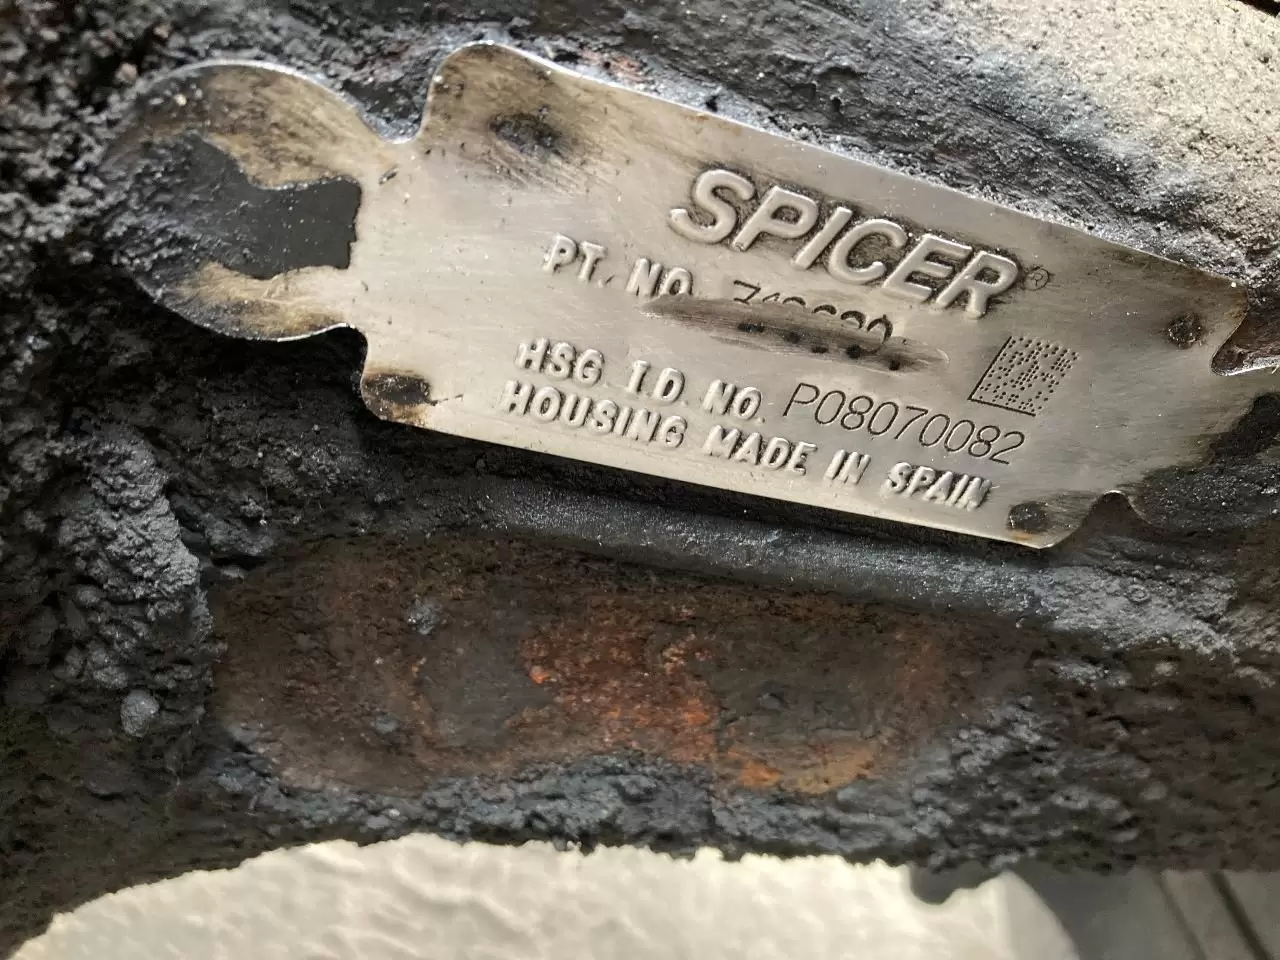 SPICER®
PT. NO.
HSG I.D. NO. P08070082
HOUSING MADE IN SPAIN